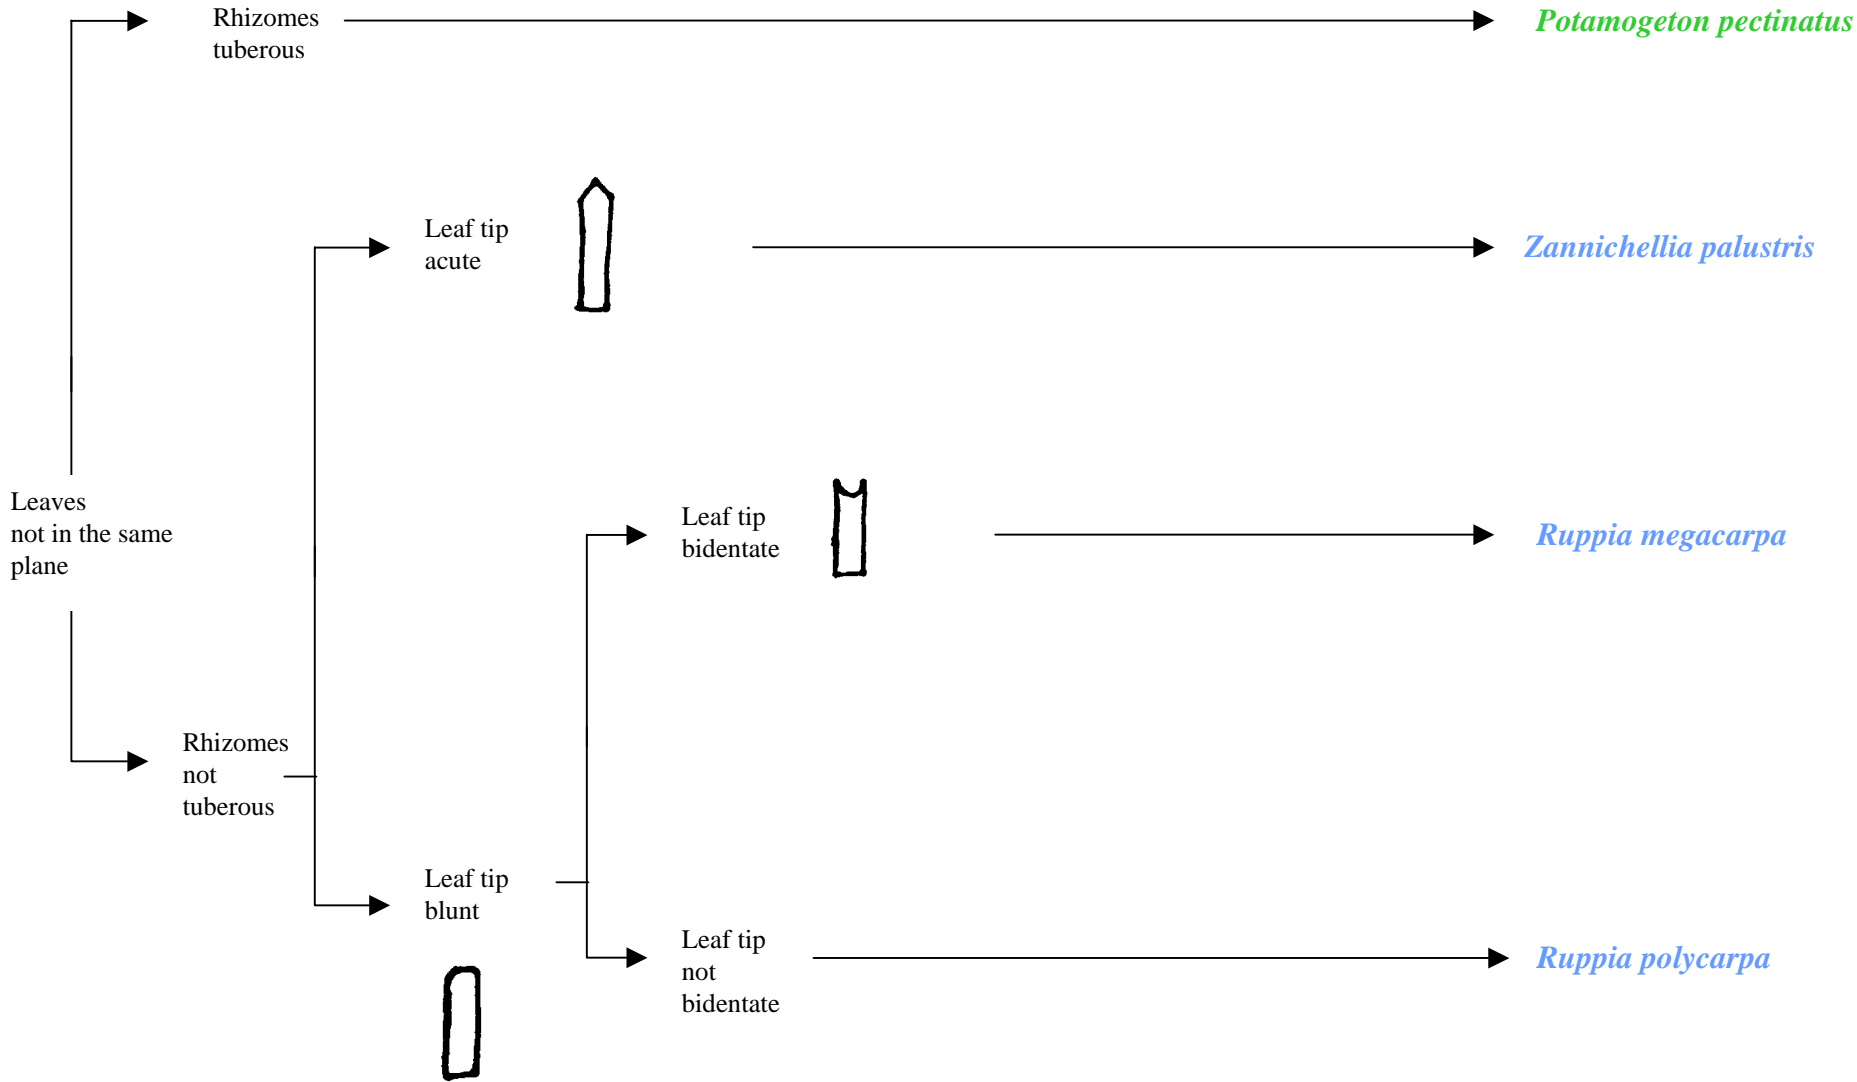 Rhizomes
tuberous
Potamogeton pectinatus
Leaf tip
acute
Zannichellia palustris
Leaves
not in the same
plane
Leaf tip
bidentate
Ruppia megacarpa
Rhizomes
not
tuberous
Leaf tip
blunt
Leaf tip
not
bidentate
Ruppia polycarpa